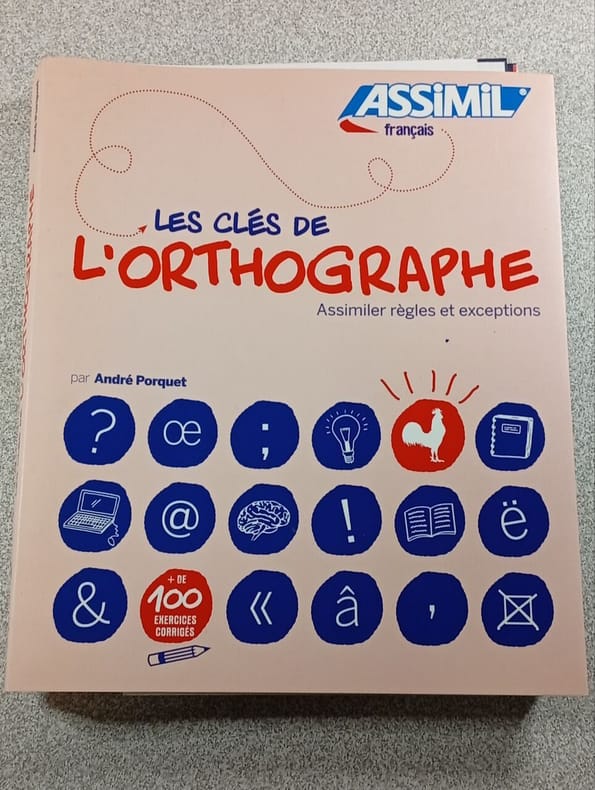 ASSiMiL
français
LES CLÉS DE
L'ORTHOGRAPHE
Assimiler règles et exceptions
par André Porquet
? œ ;
@ ! ë
&
+ DE
100
EXERCICES
CORRIGÉS
« â ,